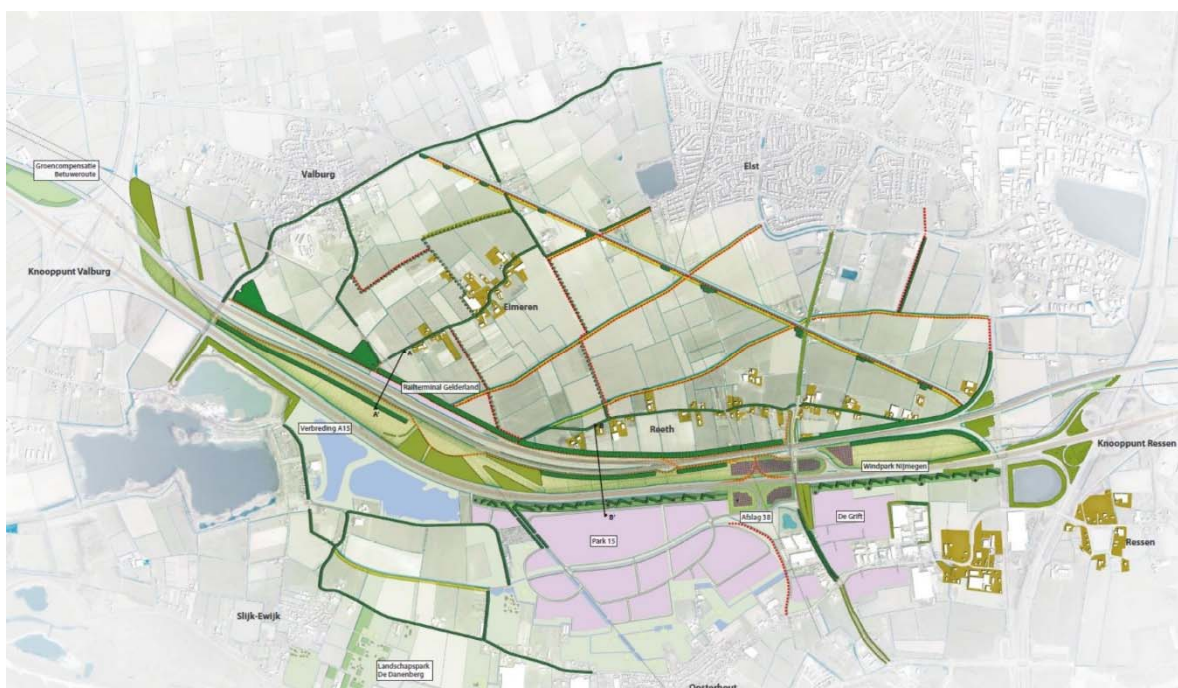 Groencompensatie
Betuweroute
Valburg
Elst
Knooppunt Valburg
Eimeren
A
Railterminal Gelderland
A'
Verbreding A15
B
Reeth
Knooppunt Ressen
Windpark Nijmegen
B'
Afslag 38
De Grift
Park 15
Ressen
Slijk-Ewijk
Landschapspark
De Danenberg
Oosterhout